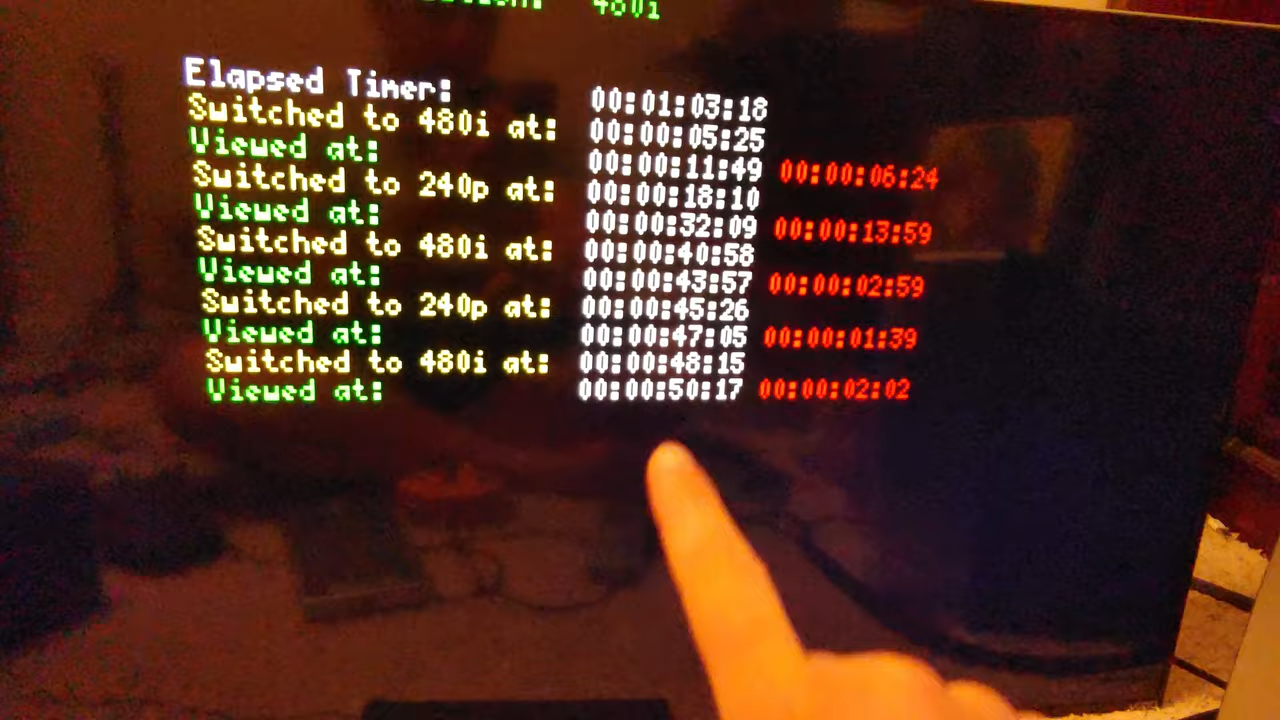 480i
Elapsed Timer: 00:01:03:18
Switched to 480i at: 00:00:05:25
Viewed at: 00:00:11:49 00:00:06:24
Switched to 240p at: 00:00:18:10
Viewed at: 00:00:32:09 00:00:13:59
Switched to 480i at: 00:00:40:58
Viewed at: 00:00:43:57 00:00:02:59
Switched to 240p at: 00:00:45:26
Viewed at: 00:00:47:05 00:00:01:39
Switched to 480i at: 00:00:48:15
Viewed at: 00:00:50:17 00:00:02:02